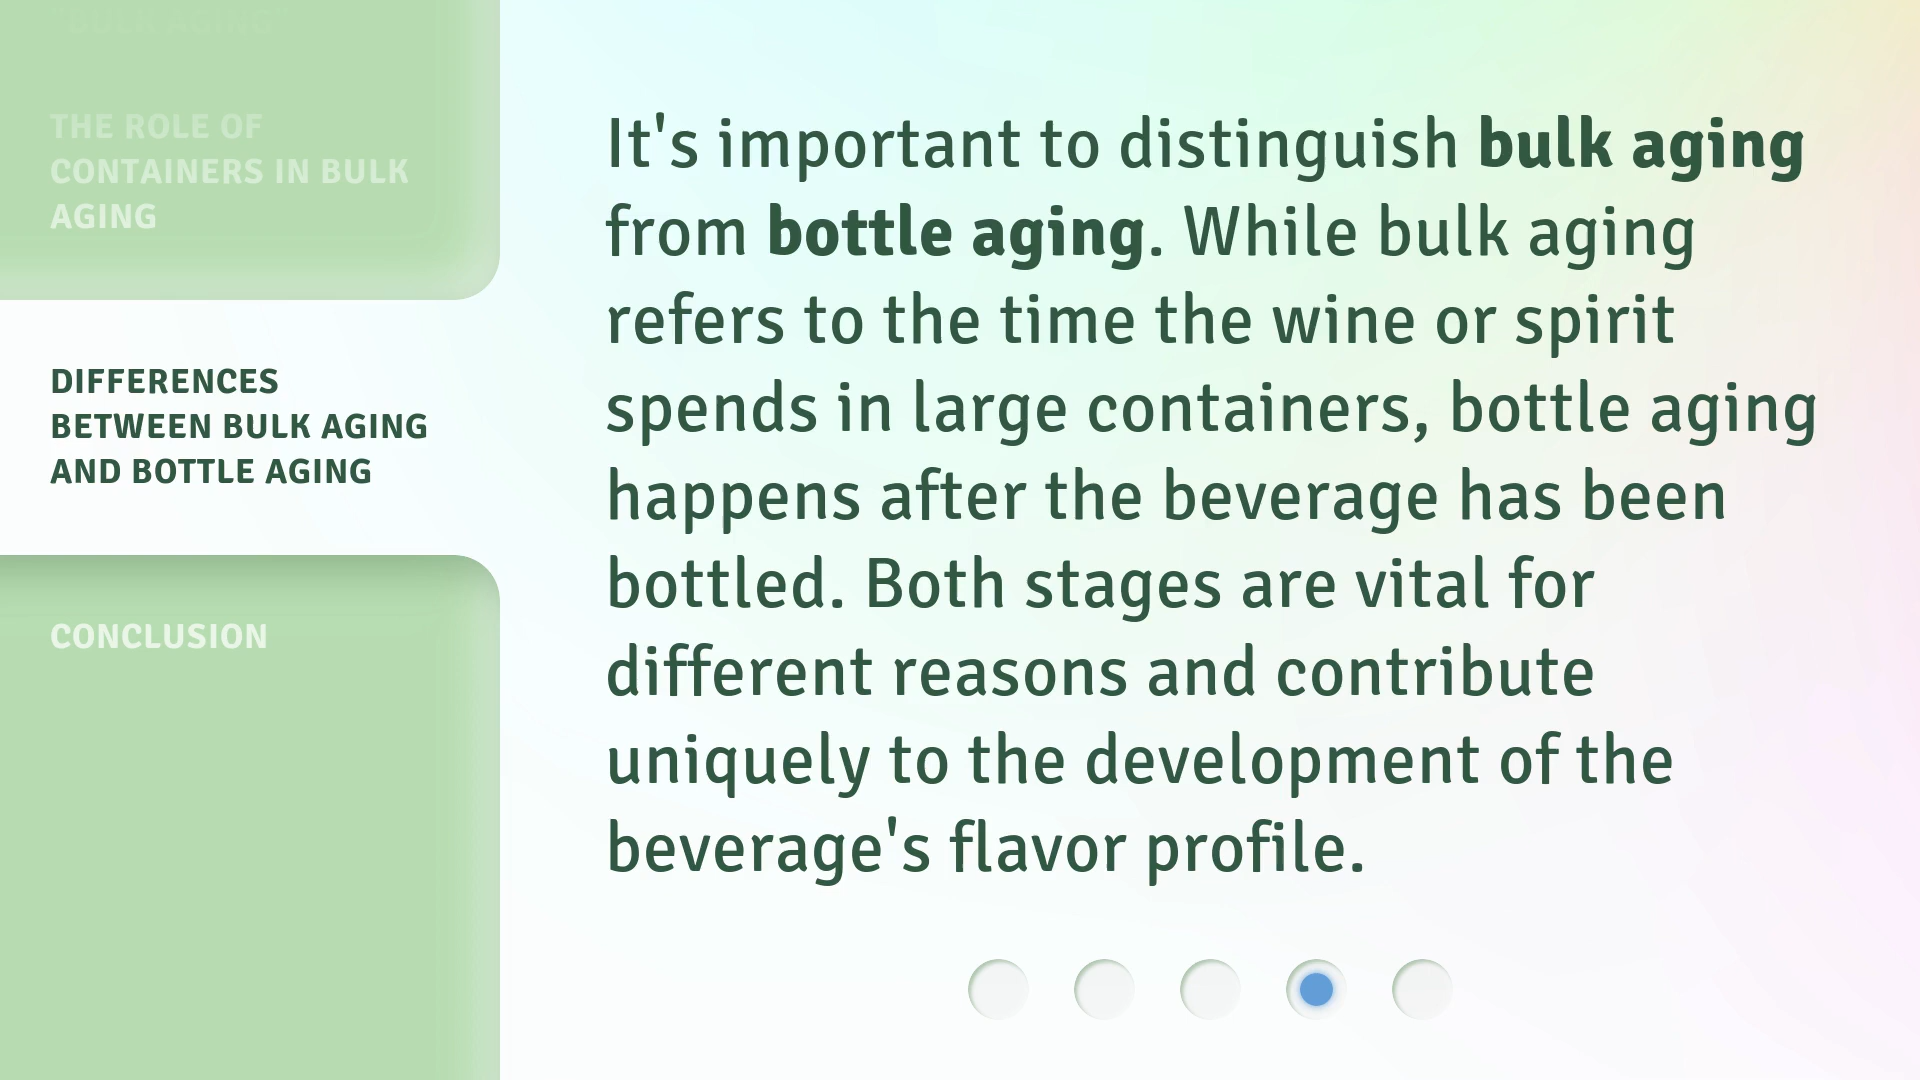 "BULK AGING"
THE ROLE OF
CONTAINERS IN BULK
AGING
DIFFERENCES
BETWEEN BULK AGING
AND BOTTLE AGING
CONCLUSION
It's important to distinguish bulk aging
from bottle aging. While bulk aging
refers to the time the wine or spirit
spends in large containers, bottle aging
happens after the beverage has been
bottled. Both stages are vital for
different reasons and contribute
uniquely to the development of the
beverage's flavor profile.